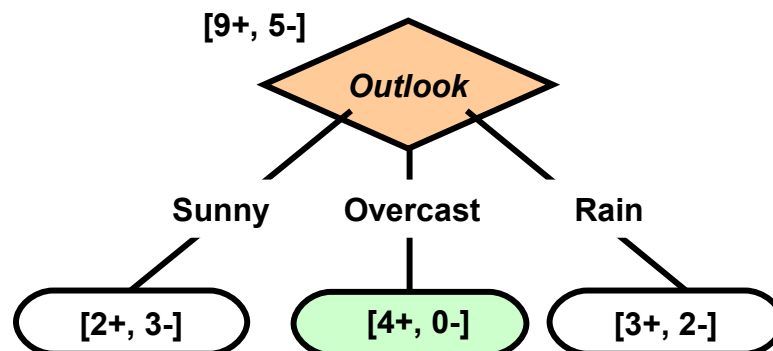 [9+, 5-]
Outlook
Sunny
Overcast
Rain
[2+, 3-]
[4+, 0-]
[3+, 2-]